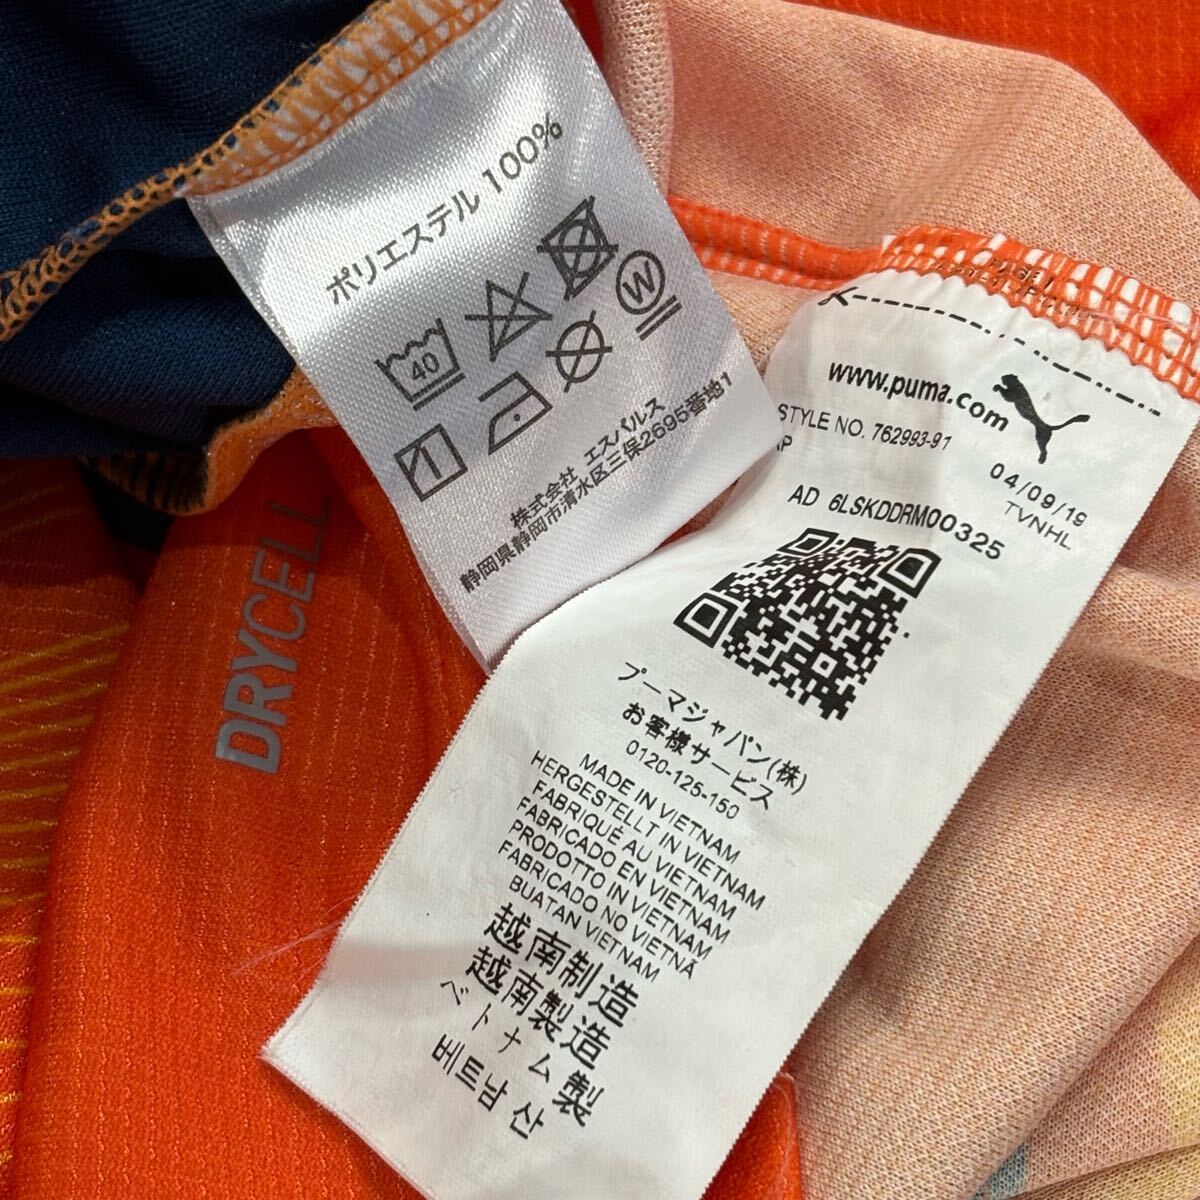 ポリエステル 100%
40
W
株式会社 エスパルス
静岡県静岡市清水区三保2695番地1
DRYCELL
www.puma.com
STYLE NO. 762993-91
04/09/19
TVNHL
AD 6LSKDDRM00325
プーマジャパン(株)
お客様サービス
0120-125-150
MADE IN VIETNAM
HERGESTELLT IN VIETNAM
FABRIQUÉ AU VIETNAM
FABRICADO EN VIETNAM
PRODOTTO IN VIETNAM
FABRICADO NO VIETNÃ
BUATAN VIETNAM
越南制造
越南製造
ベトナム製
베트남 산